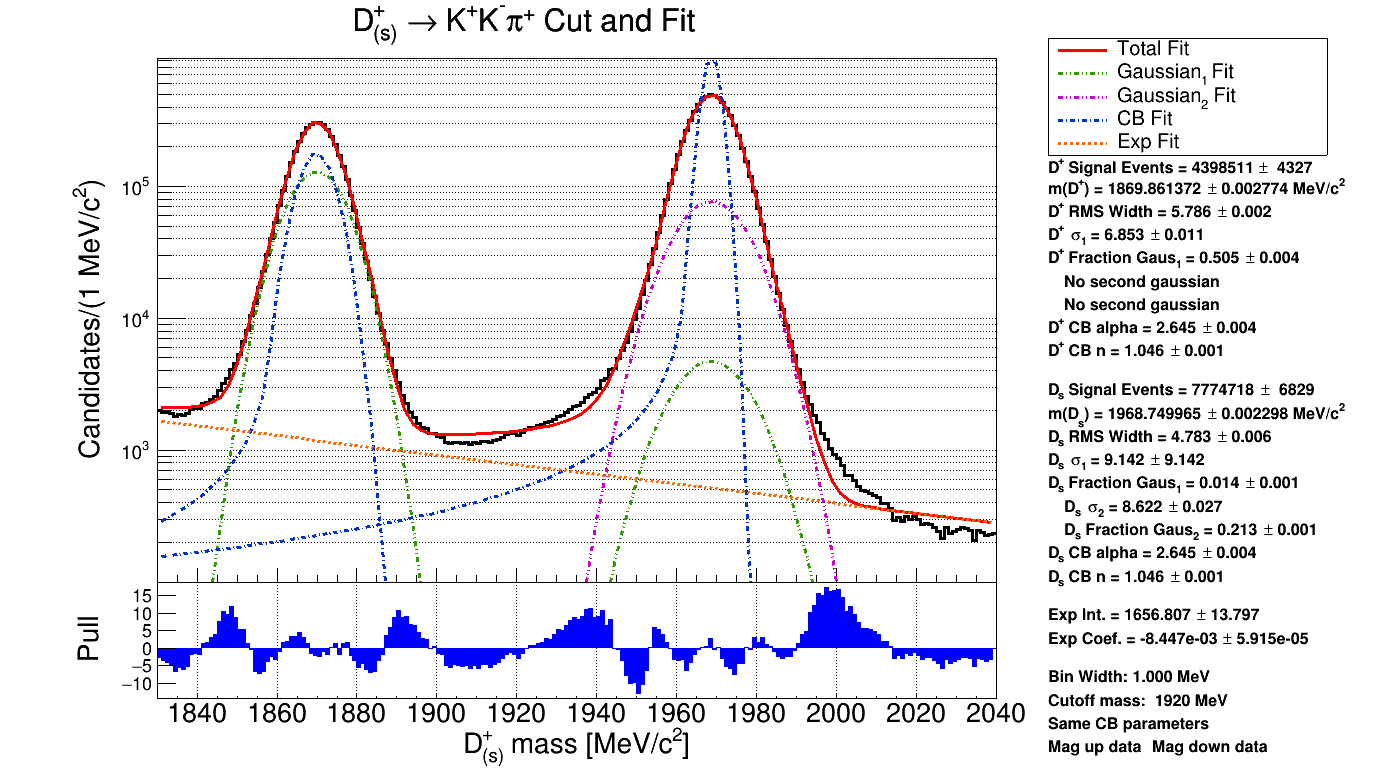 D⁺₍ₛ₎ → K⁺K⁻π⁺ Cut and Fit
Candidates/(1 MeV/c²)
10⁵
10⁴
10³
Pull
15
10
5
0
−5
−10
1840 1860 1880 1900 1920 1940 1960 1980 2000 2020 2040
D⁺₍ₛ₎ mass [MeV/c²]
Total Fit
Gaussian₁ Fit
Gaussian₂ Fit
CB Fit
Exp Fit
D⁺ Signal Events = 4398511 ± 4327
m(D⁺) = 1869.861372 ± 0.002774 MeV/c²
D⁺ RMS Width = 5.786 ± 0.002
D⁺ σ₁ = 6.853 ± 0.011
D⁺ Fraction Gaus₁ = 0.505 ± 0.004
No second gaussian
No second gaussian
D⁺ CB alpha = 2.645 ± 0.004
D⁺ CB n = 1.046 ± 0.001
Dₛ Signal Events = 7774718 ± 6829
m(Dₛ) = 1968.749965 ± 0.002298 MeV/c²
Dₛ RMS Width = 4.783 ± 0.006
Dₛ σ₁ = 9.142 ± 9.142
Dₛ Fraction Gaus₁ = 0.014 ± 0.001
Dₛ σ₂ = 8.622 ± 0.027
Dₛ Fraction Gaus₂ = 0.213 ± 0.001
Dₛ CB alpha = 2.645 ± 0.004
Dₛ CB n = 1.046 ± 0.001
Exp Int. = 1656.807 ± 13.797
Exp Coef. = -8.447e-03 ± 5.915e-05
Bin Width: 1.000 MeV
Cutoff mass: 1920 MeV
Same CB parameters
Mag up data Mag down data